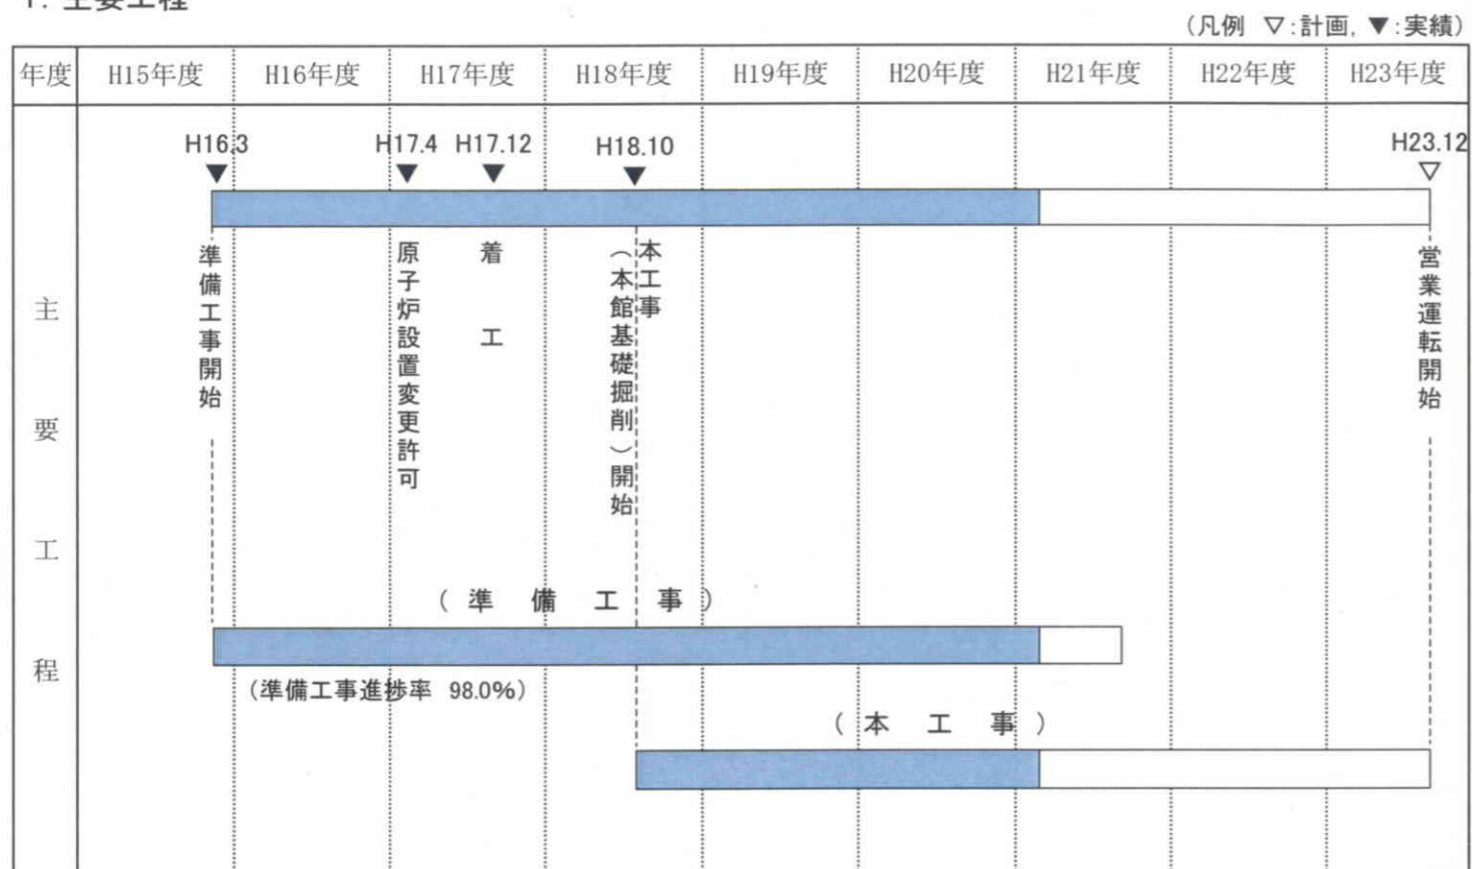 1. 主要工程
(凡例 ▽:計画, ▼:実績)
年度 H15年度 H16年度 H17年度 H18年度 H19年度 H20年度 H21年度 H22年度 H23年度
H16.3 H17.4 H17.12 H18.10 H23.12
▼ ▼ ▼ ▼ ▽
準備工事開始
原子炉設置変更許可
着工
本工事
(本館基礎掘削)開始
営業運転開始
主要工程
(準備工事)
(準備工事進捗率 98.0%)
(本工事)